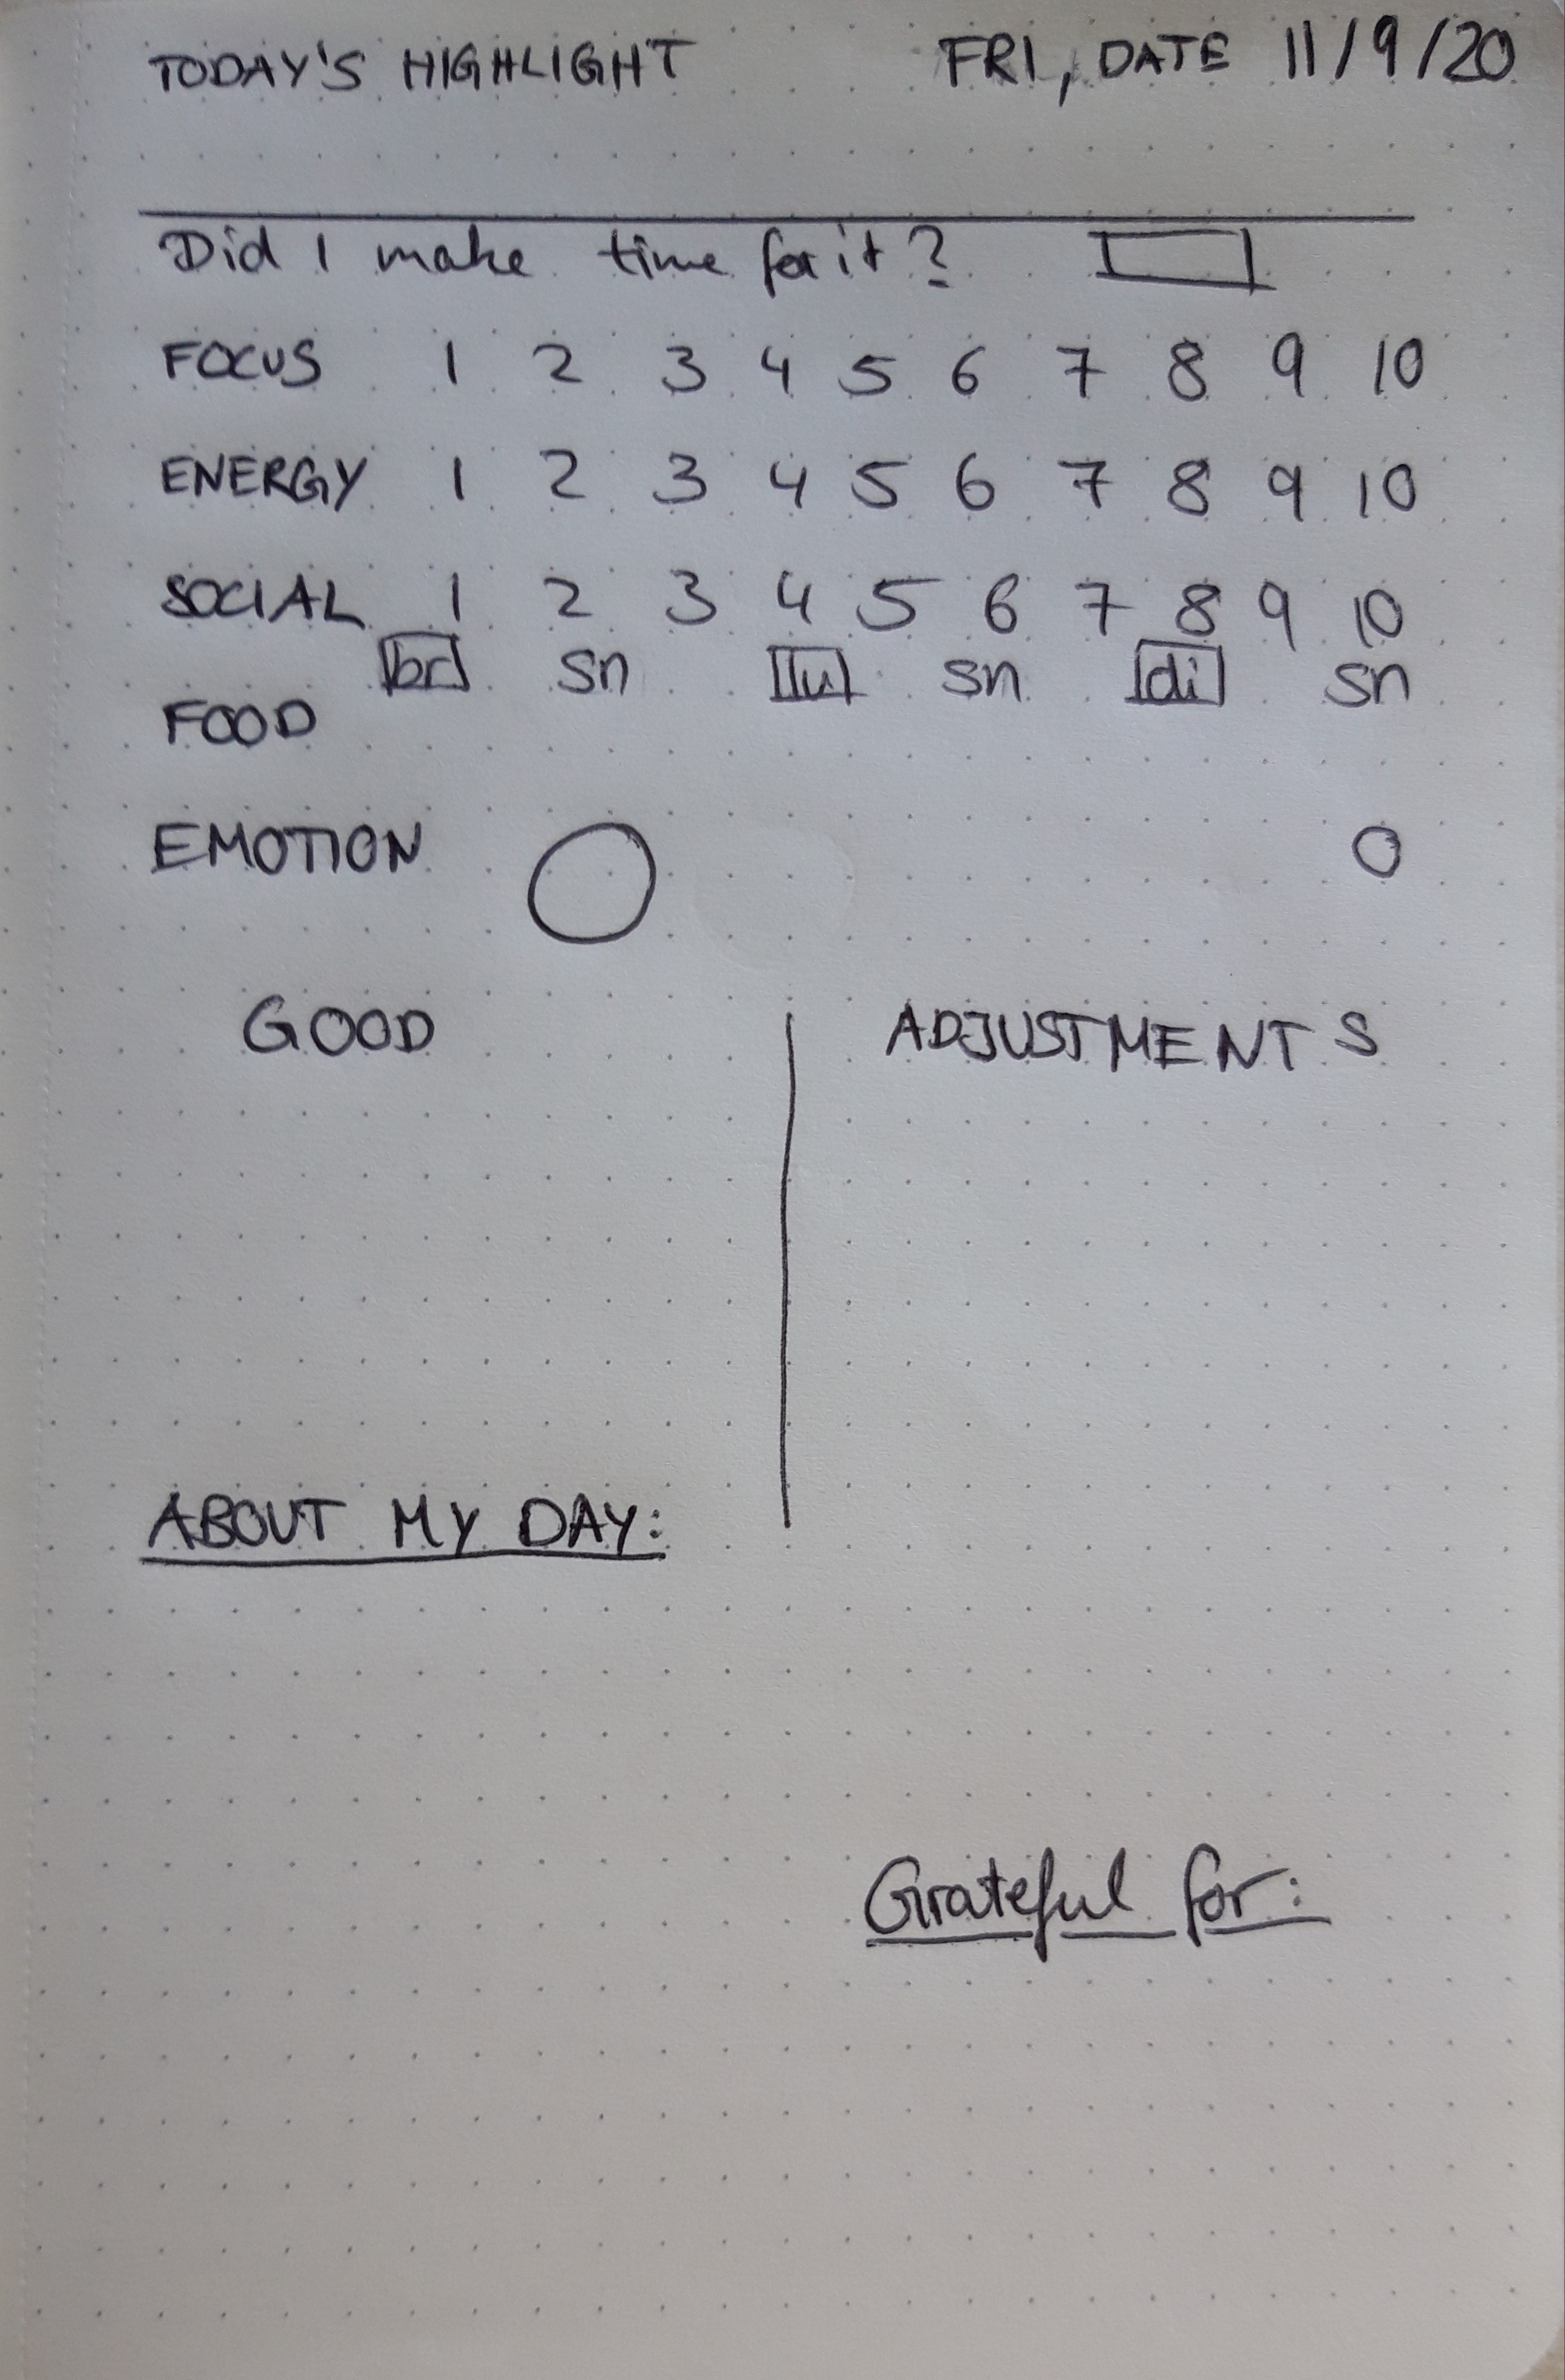 TODAY'S HIGHLIGHT FRI, DATE 11/9/20
Did I make time for it?
FOCUS 1 2 3 4 5 6 7 8 9 10
ENERGY 1 2 3 4 5 6 7 8 9 10
SOCIAL 1 2 3 4 5 6 7 8 9 10
br sn lu sn di sn
FOOD
EMOTION
GOOD ADJUSTMENTS
ABOUT MY DAY:
Grateful for: